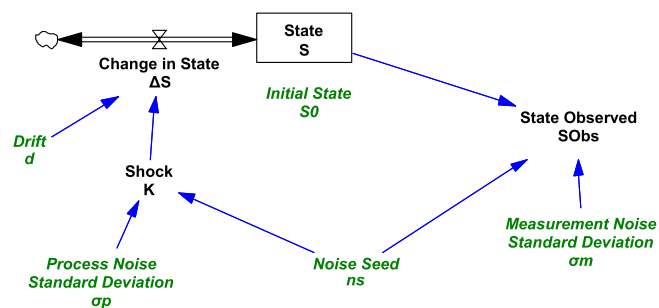 State
S
Change in State
ΔS
Initial State
S0
State Observed
SObs
Drift
d
Shock
K
Measurement Noise
Standard Deviation
σm
Process Noise
Standard Deviation
σp
Noise Seed
ns